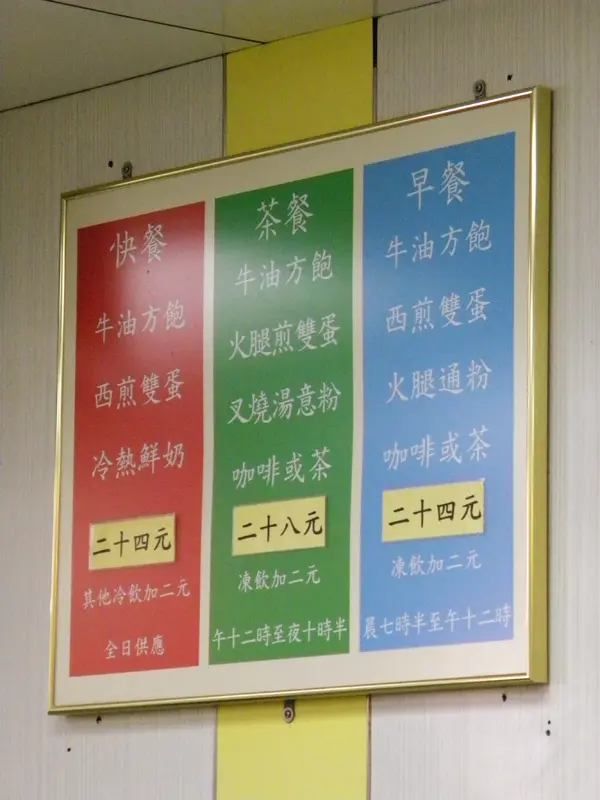 快餐
牛油方飽
西煎雙蛋
冷熱鮮奶
二十四元
其他冷飲加二元
全日供應
茶餐
牛油方飽
火腿煎雙蛋
叉燒湯意粉
咖啡或茶
二十八元
凍飲加二元
午十二時至夜十時半
早餐
牛油方飽
西煎雙蛋
火腿通粉
咖啡或茶
二十四元
凍飲加二元
晨七時半至午十二時